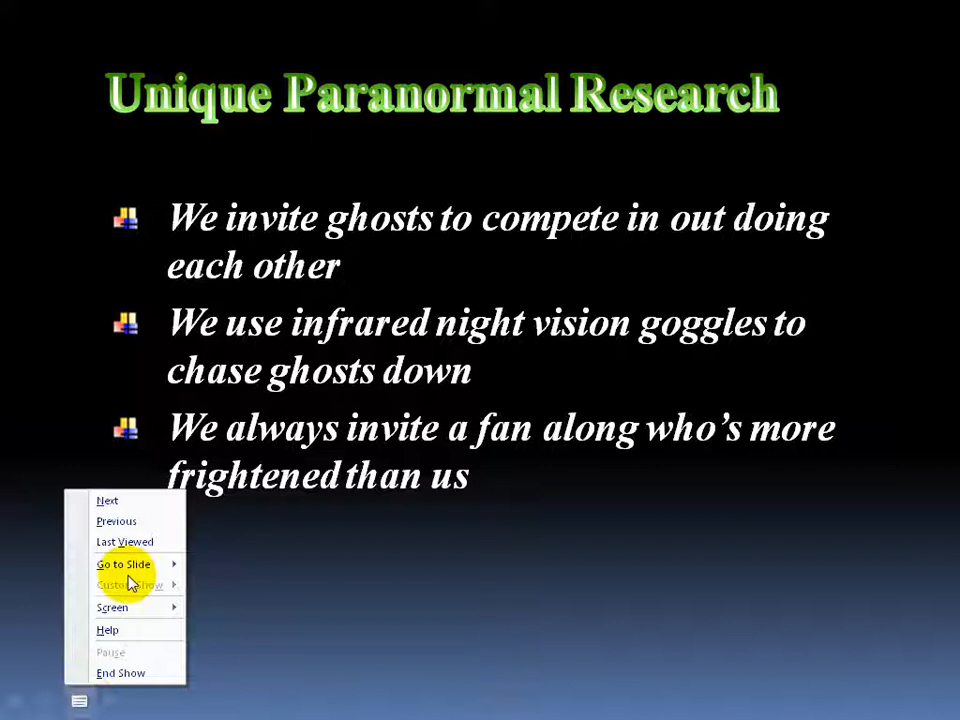 Unique Paranormal Research
We invite ghosts to compete in out doing
each other
We use infrared night vision goggles to
chase ghosts down
We always invite a fan along who’s more
frightened than us
Next
Previous
Last Viewed
Go to Slide
Custom Show
Screen
Help
Pause
End Show